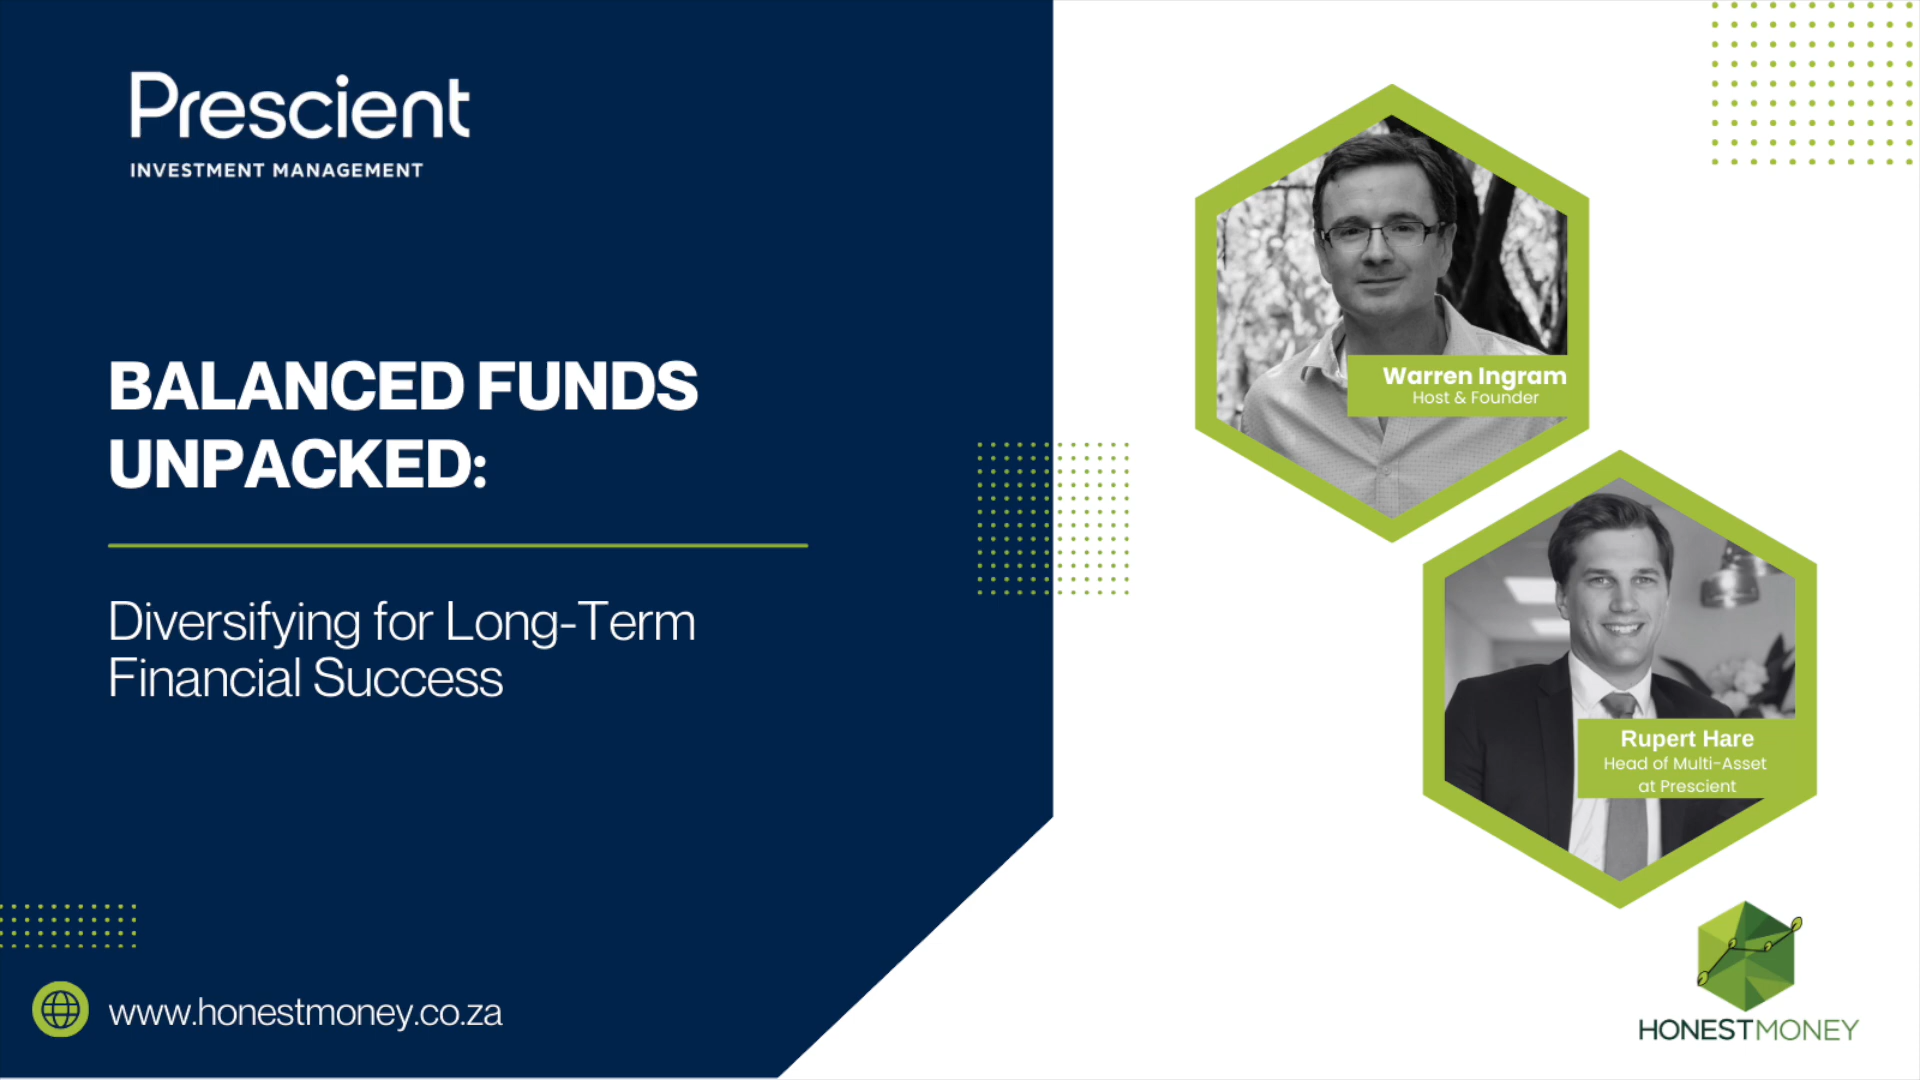 Prescient
INVESTMENT MANAGEMENT
BALANCED FUNDS
UNPACKED:
Diversifying for Long-Term
Financial Success
www.honestmoney.co.za
Warren Ingram
Host & Founder
Rupert Hare
Head of Multi-Asset
at Prescient
HONESTMONEY